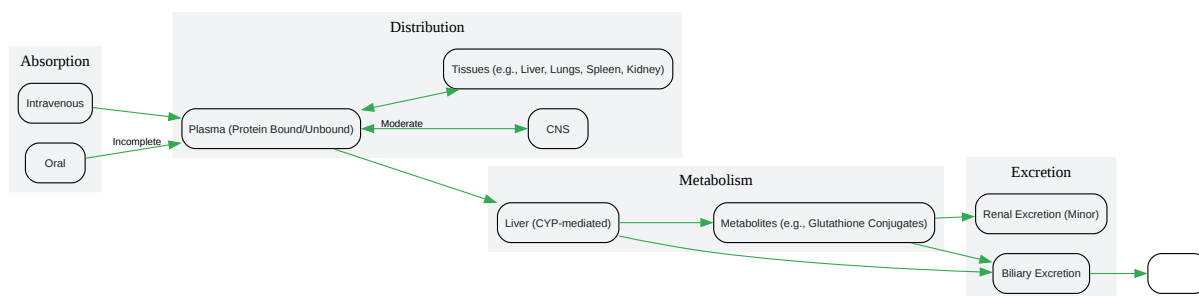 Absorption
Intravenous
Oral
Incomplete
Distribution
Plasma (Protein Bound/Unbound)
Tissues (e.g., Liver, Lungs, Spleen, Kidney)
Moderate
CNS
Metabolism
Liver (CYP-mediated)
Metabolites (e.g., Glutathione Conjugates)
Excretion
Renal Excretion (Minor)
Biliary Excretion